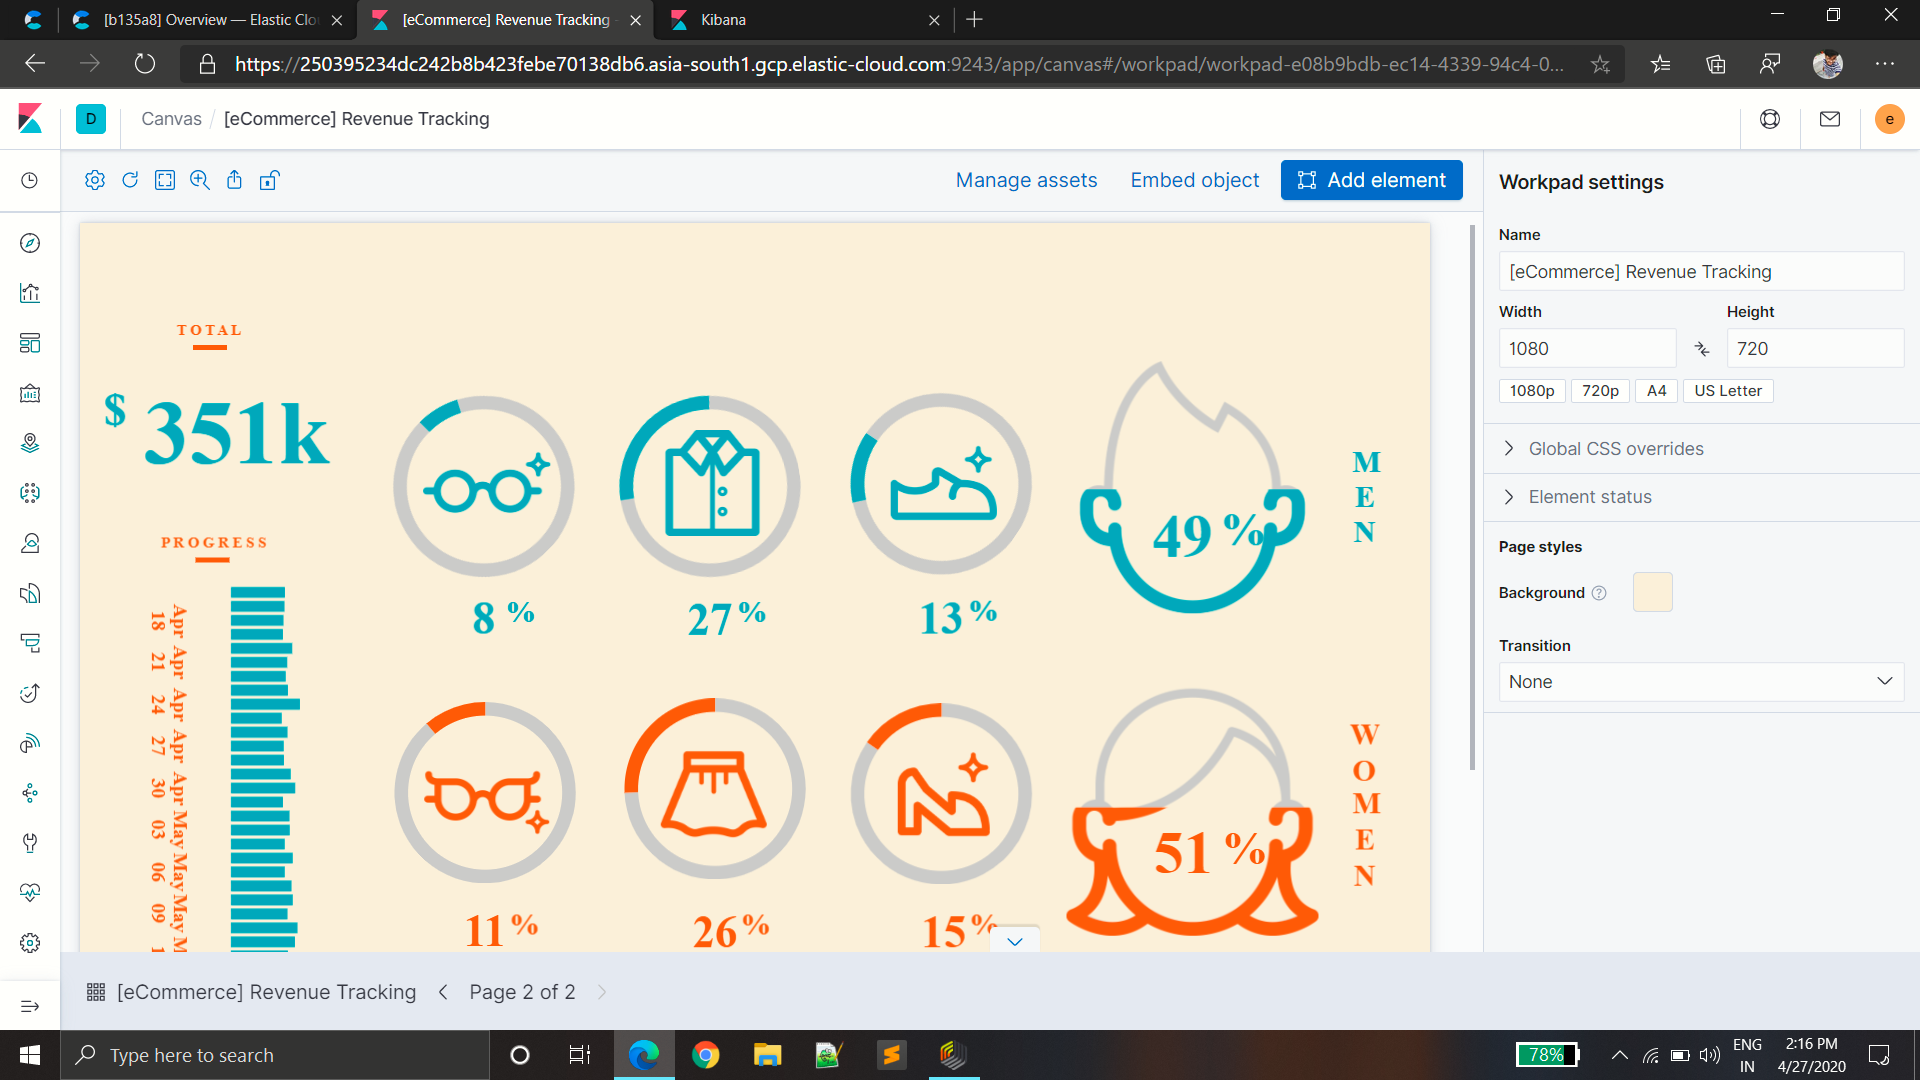 [b135a8] Overview — Elastic Clo
[eCommerce] Revenue Tracking -
Kibana
https://250395234dc242b8b423febe70138db6.asia-south1.gcp.elastic-cloud.com:9243/app/canvas#/workpad/workpad-e08b9bdb-ec14-4339-94c4-0...
D
Canvas / [eCommerce] Revenue Tracking
e
Manage assets
Embed object
Add element
TOTAL
$ 351k
PROGRESS
Apr 18
Apr 21
Apr 24
Apr 27
Apr 30
May 03
May 06
May 09
M 1
8 %
27 %
13 %
49 %
MEN
11 %
26 %
15 %
51 %
WOMEN
Workpad settings
Name
[eCommerce] Revenue Tracking
Width
Height
1080
720
1080p
720p
A4
US Letter
Global CSS overrides
Element status
Page styles
Background
Transition
None
[eCommerce] Revenue Tracking
Page 2 of 2
Type here to search
78%
ENG
IN
2:16 PM
4/27/2020